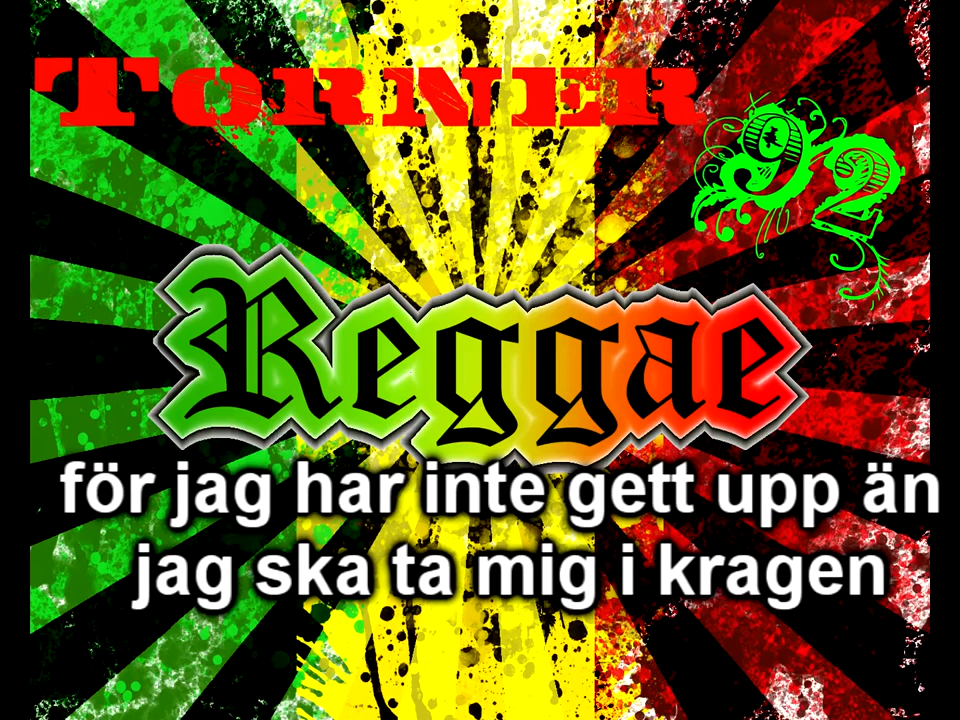 TORNER
92
Reggae
för jag har inte gett upp än
jag ska ta mig i kragen